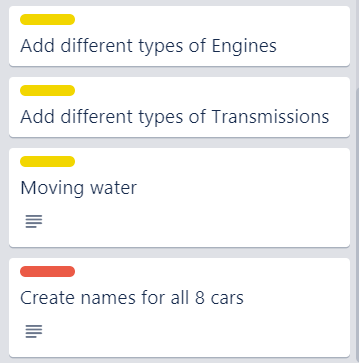 Add different types of Engines
Add different types of Transmissions
Moving water
Create names for all 8 cars